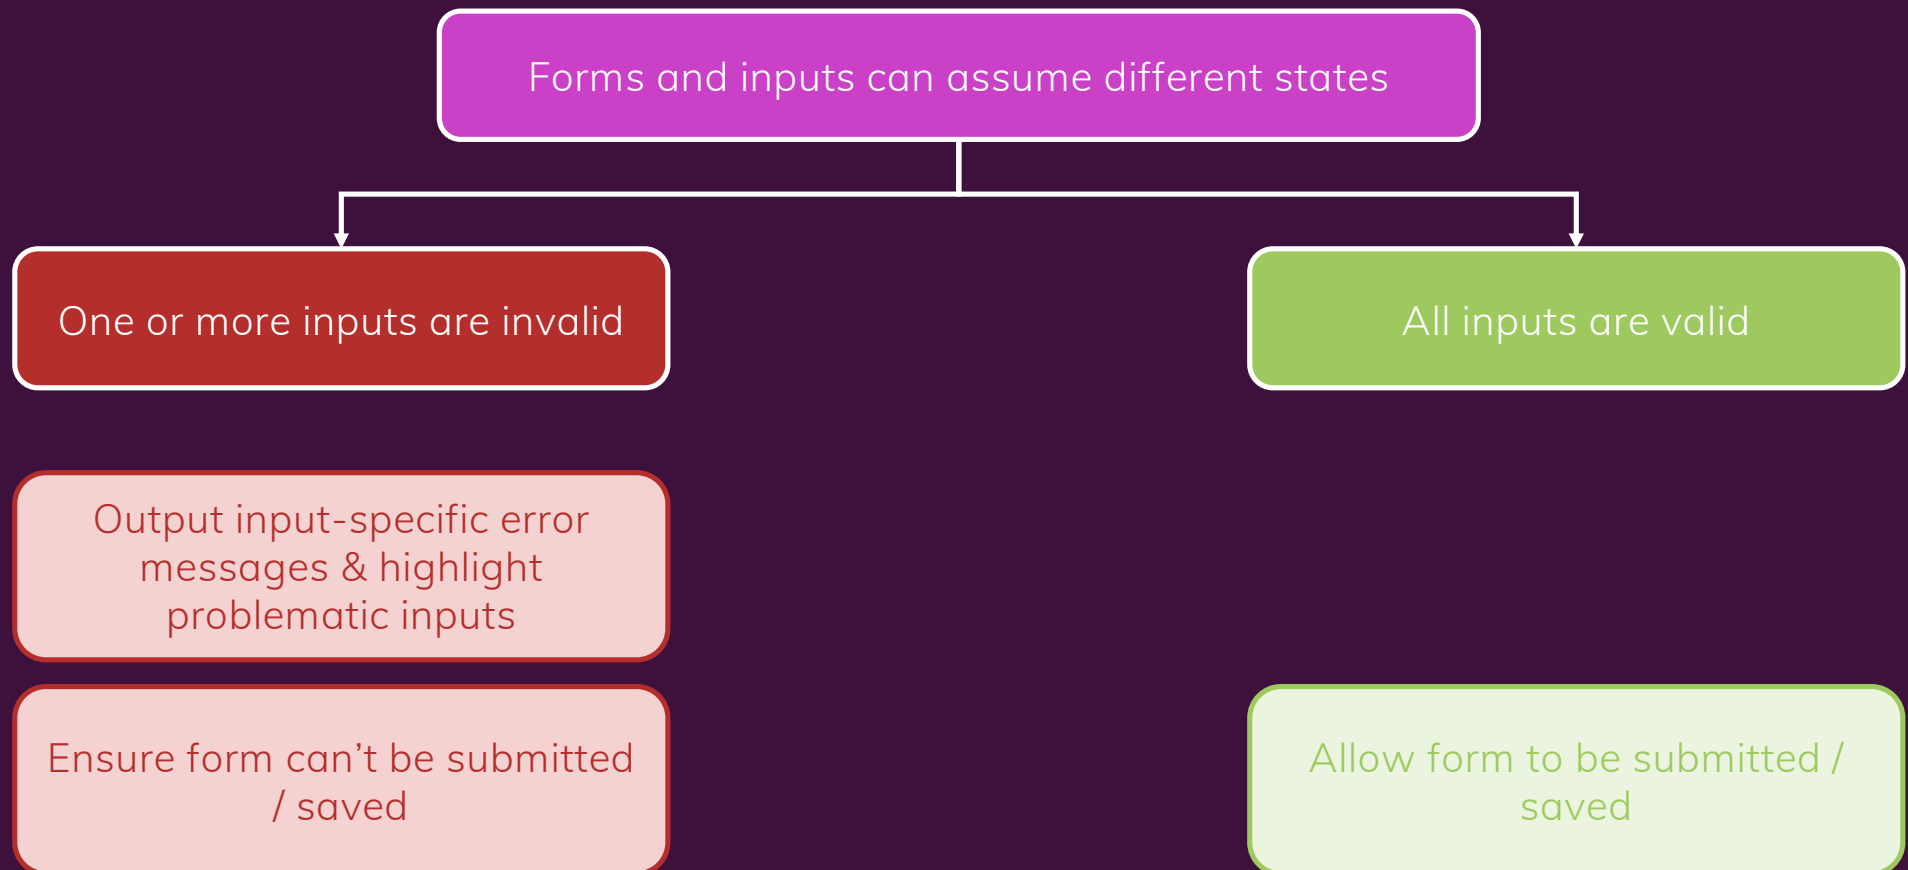 Forms and inputs can assume different states
One or more inputs are invalid
All inputs are valid
Output input-specific error
messages & highlight
problematic inputs
Ensure form can’t be submitted
/ saved
Allow form to be submitted /
saved